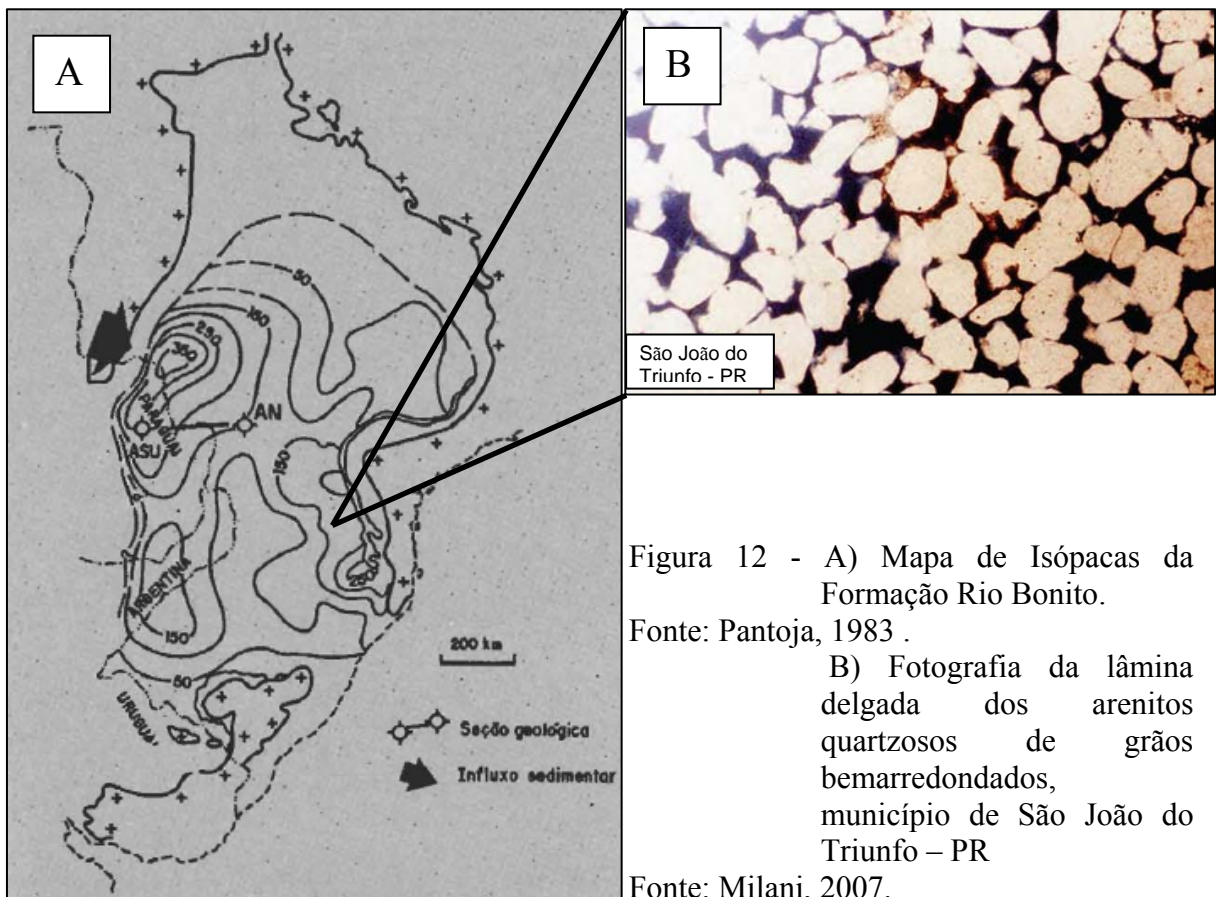 A
50
150
250
350
PARAGUAI
AN
ASU
150
250
ARGENTINA
150
50
200 km
URUGUAI
Seção geológica
Influxo sedimentar
B
São João do
Triunfo - PR
Figura 12 - A) Mapa de Isópacas da
Formação Rio Bonito.
Fonte: Pantoja, 1983 .
B) Fotografia da lâmina
delgada dos arenitos
quartzosos de grãos
bemarredondados,
município de São João do
Triunfo – PR
Fonte: Milani, 2007.